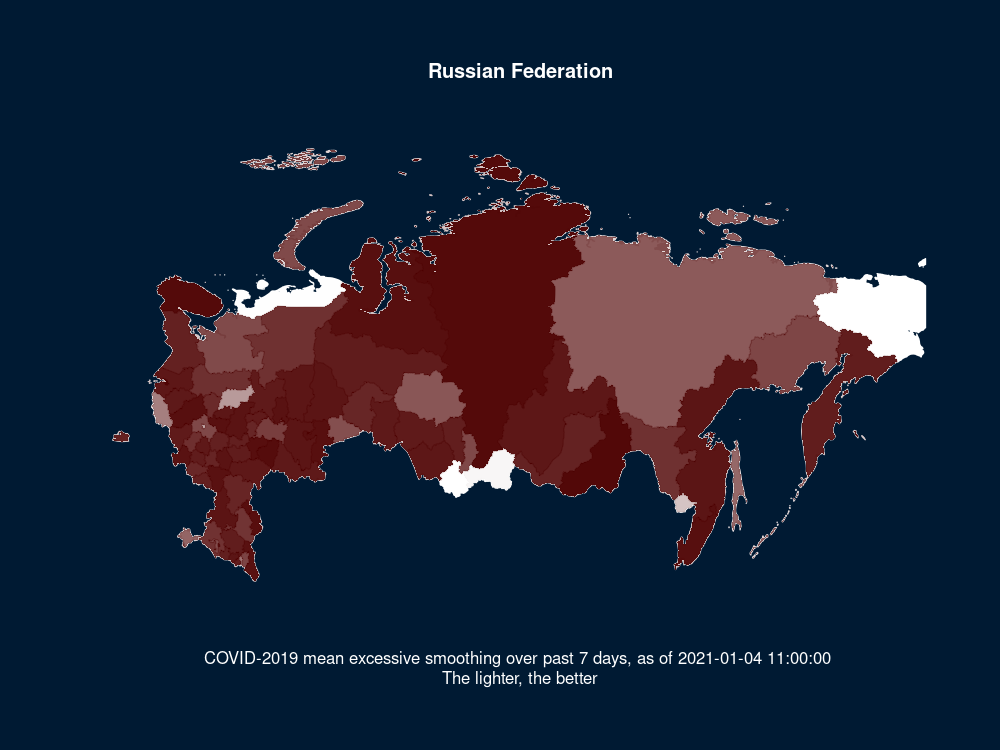 Russian Federation
COVID-2019 mean excessive smoothing over past 7 days, as of 2021-01-04 11:00:00
The lighter, the better